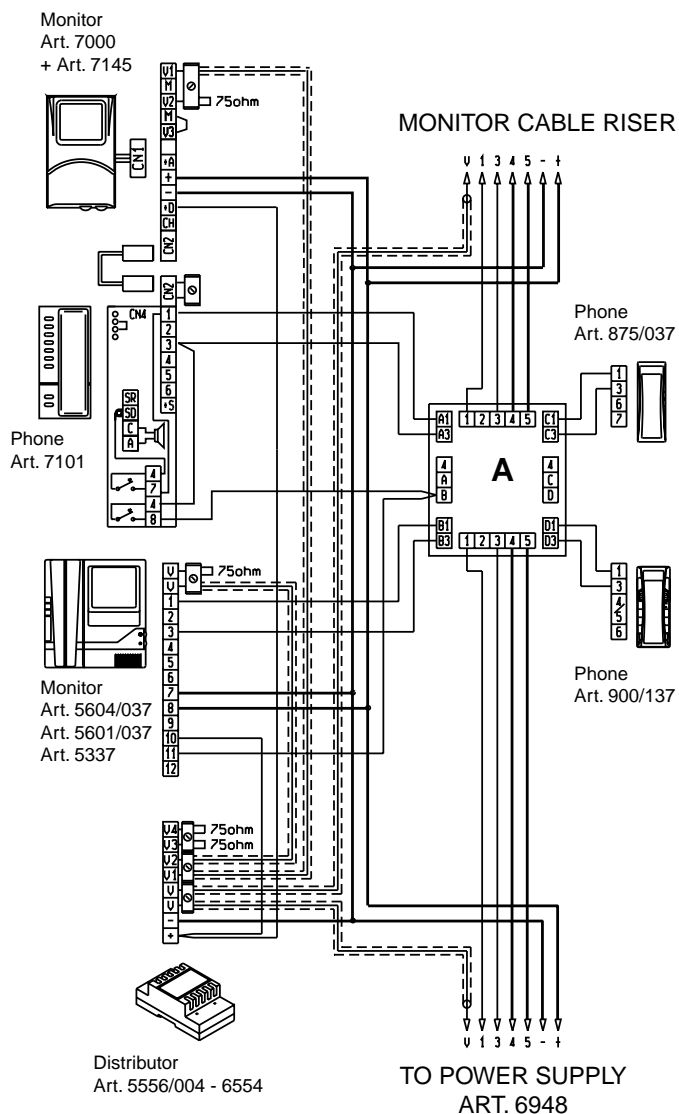 Monitor
Art. 7000
+ Art. 7145
CN1
V1
M
V2
75ohm
M
V3
+A
+
-
+D
CH
CN2
MONITOR CABLE RISER
V 1 3 4 5 - +
CN2
CN4
1
2
3
4
5
6
+S
SR
SD
C
A
4
7
4
8
Phone
Art. 7101
Phone
Art. 875/037
1
3
6
7
A1
A3
1 2 3 4 5
C1
C3
4
A
B
A
4
C
D
B1
B3
1 2 3 4 5
D1
D3
1
3
4
5
6
Phone
Art. 900/137
V
75ohm
V
1
2
3
4
5
6
7
8
9
10
11
12
Monitor
Art. 5604/037
Art. 5601/037
Art. 5337
V4
75ohm
V3
75ohm
V2
V1
V
V
-
+
Distributor
Art. 5556/004 - 6554
V 1 3 4 5 - +
TO POWER SUPPLY
ART. 6948